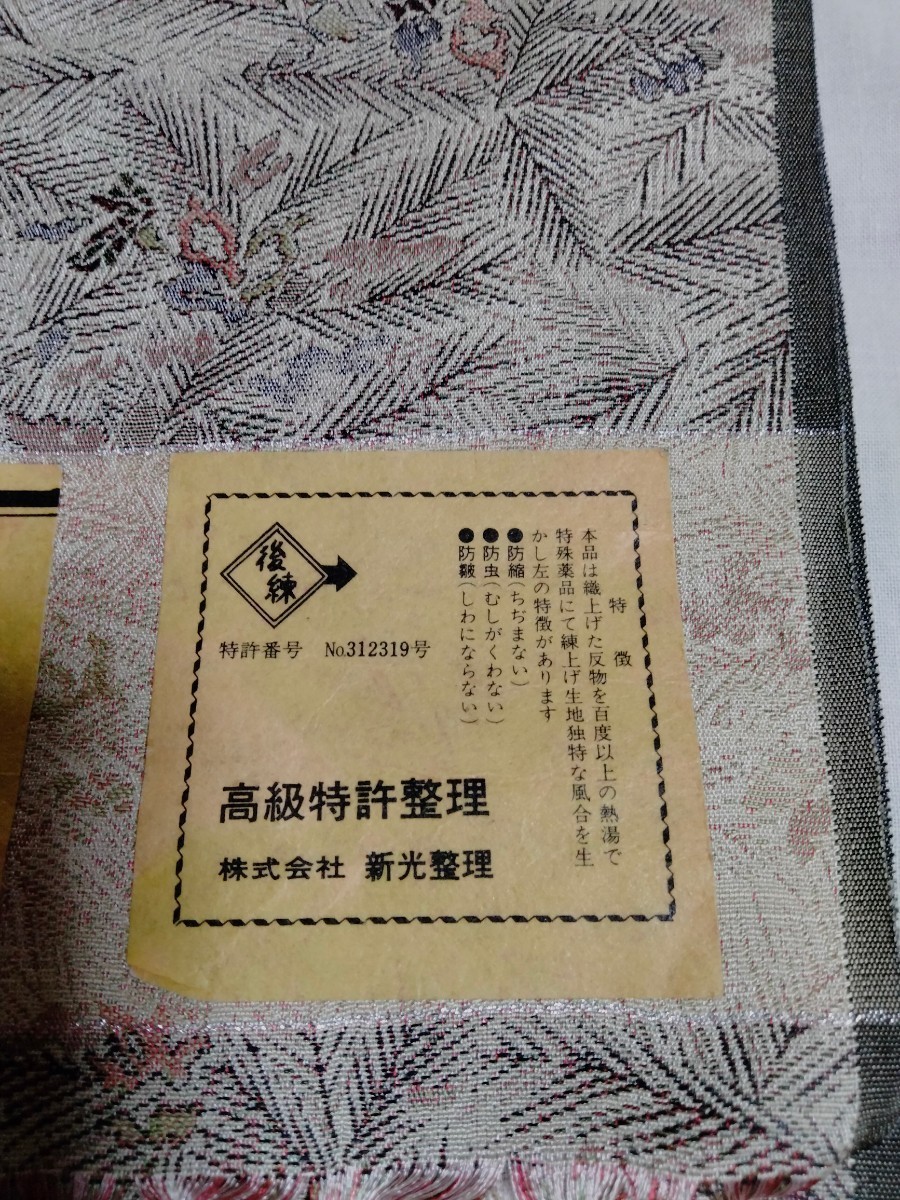 特徴
本品は織上げた反物を百度以上の熱湯で
特殊薬品にて練上げ生地独特な風合を生
かし左の特徴があります
●防縮(ちぢまない)
●防虫(むしがくわない)
●防皺(しわにならない)
後練
特許番号 No.312319号
高級特許整理
株式会社 新光整理